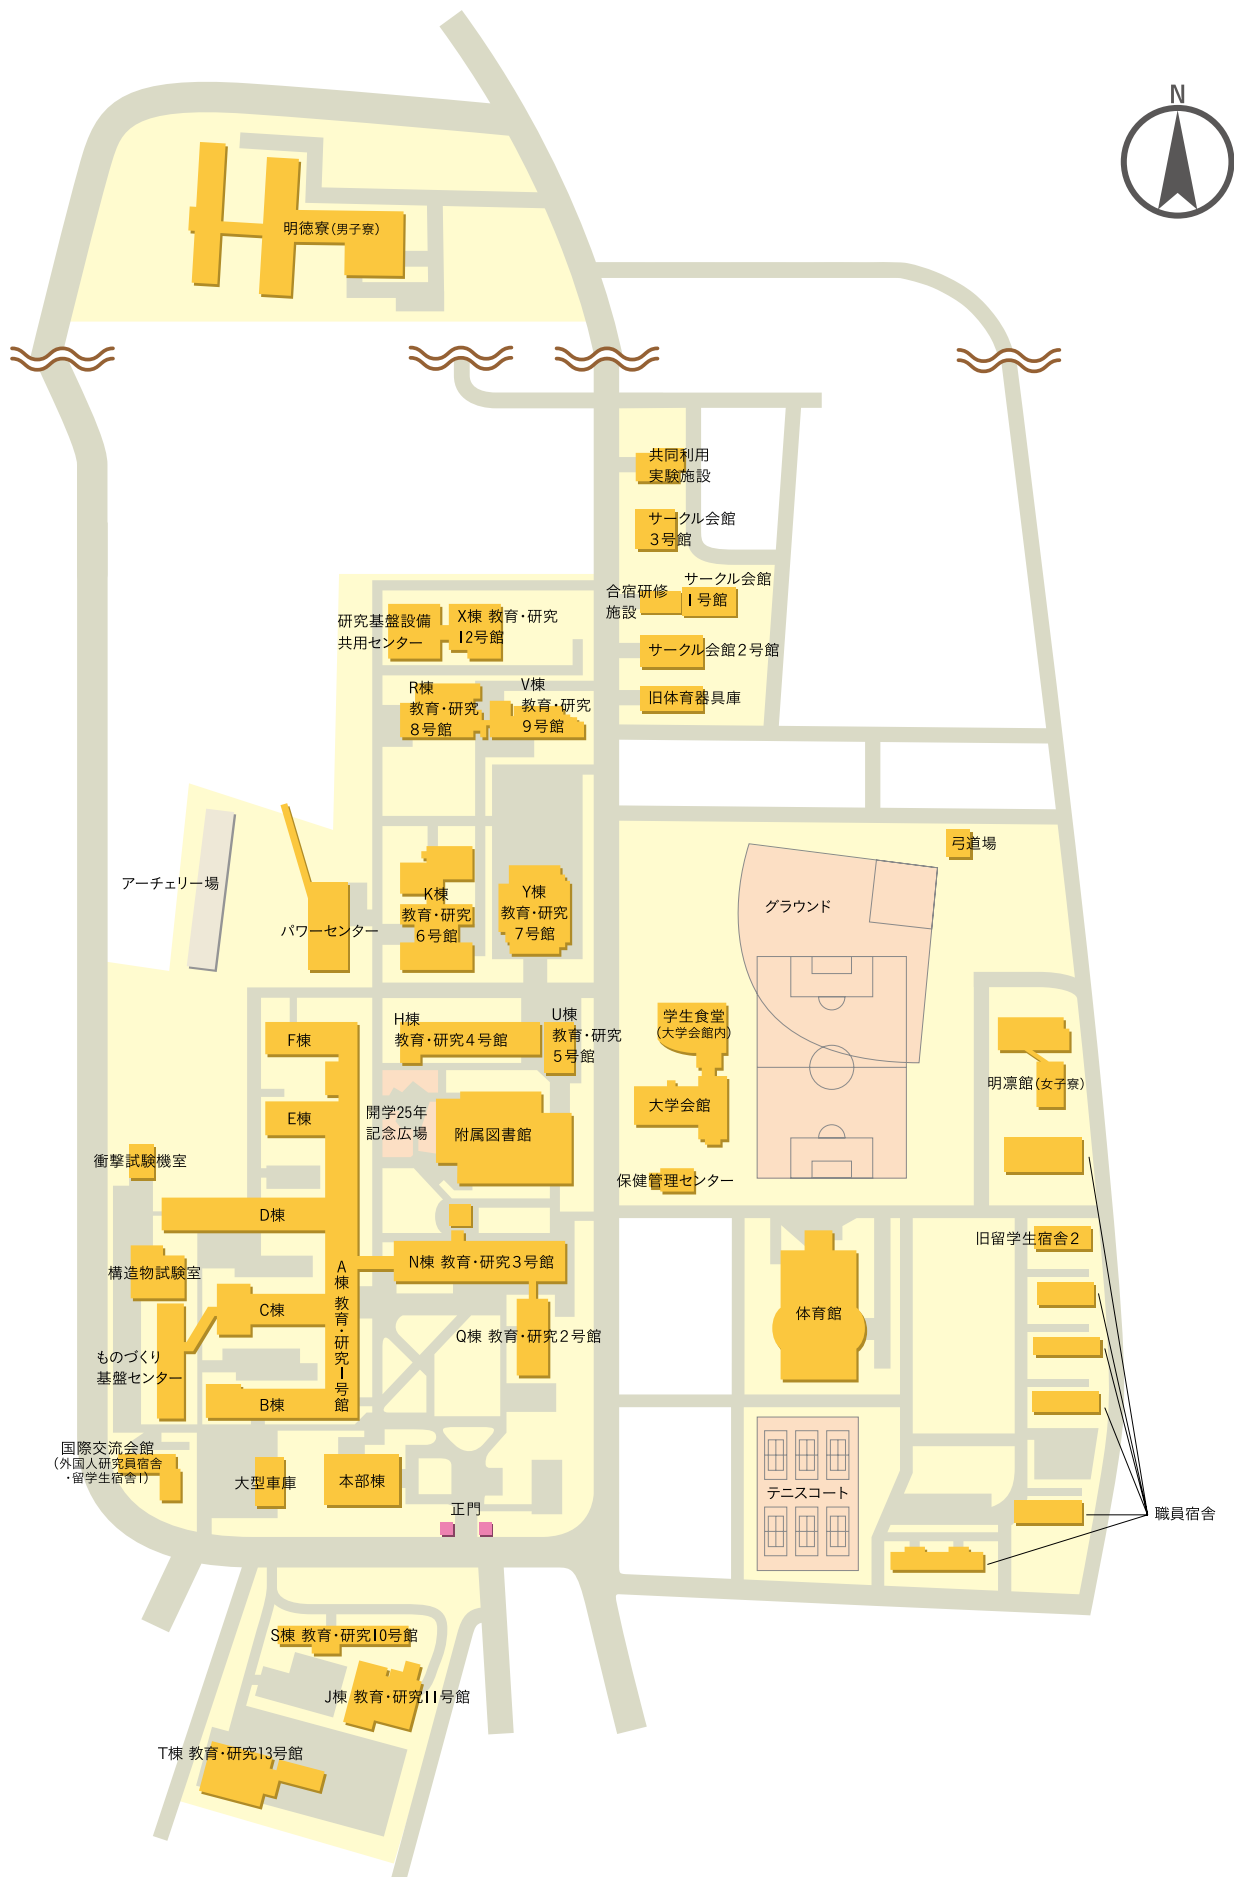 N
明徳寮(男子寮)
共同利用
実験施設
サークル会館
3号館
合宿研修
施設
サークル会館
1号館
研究基盤設備
共用センター
X棟 教育・研究
12号館
サークル会館2号館
R棟
教育・研究
8号館
V棟
教育・研究
9号館
旧体育器具庫
弓道場
アーチェリー場
パワーセンター
K棟
教育・研究
6号館
Y棟
教育・研究
7号館
グラウンド
F棟
H棟
教育・研究4号館
U棟
教育・研究
5号館
学生食堂
(大学会館内)
明凛館(女子寮)
E棟
開学25年
記念広場
附属図書館
大学会館
衝撃試験機室
保健管理センター
D棟
旧留学生宿舎2
構造物試験室
A棟 教育・研究1号館
N棟 教育・研究3号館
C棟
体育館
Q棟 教育・研究2号館
ものづくり
基盤センター
B棟
国際交流会館
(外国人研究員宿舎
・留学生宿舎1)
大型車庫
本部棟
正門
テニスコート
職員宿舎
S棟 教育・研究10号館
J棟 教育・研究11号館
T棟 教育・研究13号館